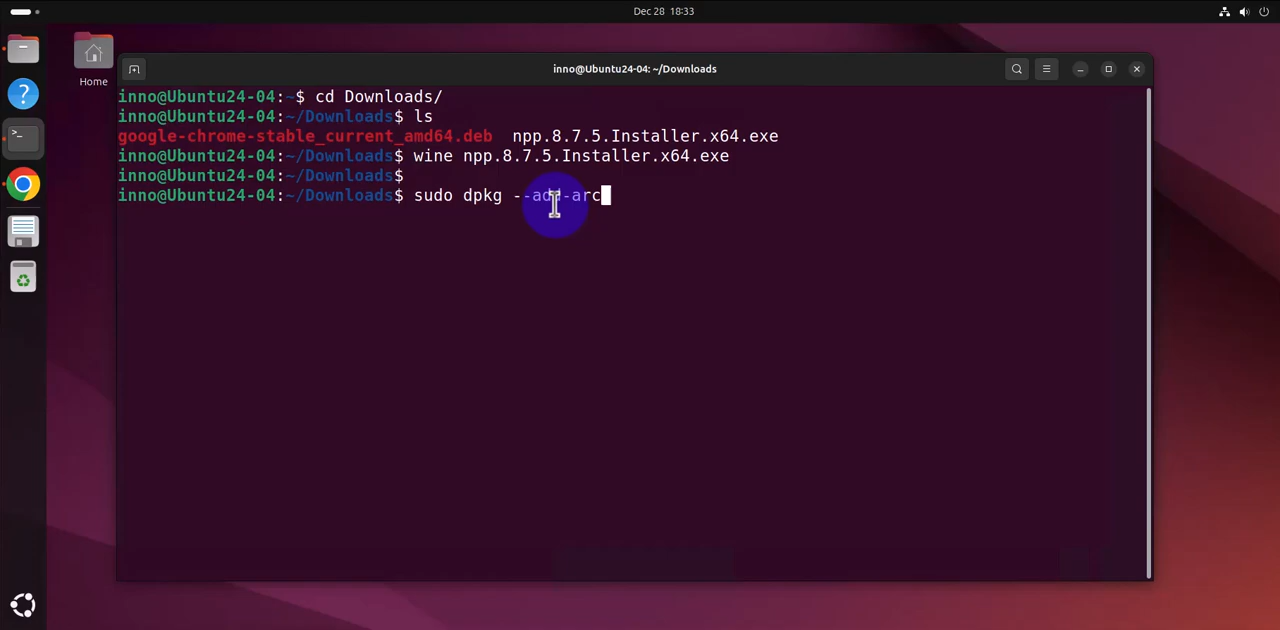 Dec 28 18:33
Home
inno@Ubuntu24-04: ~/Downloads
inno@Ubuntu24-04:~$ cd Downloads/
inno@Ubuntu24-04:~/Downloads$ ls
google-chrome-stable_current_amd64.deb npp.8.7.5.Installer.x64.exe
inno@Ubuntu24-04:~/Downloads$ wine npp.8.7.5.Installer.x64.exe
inno@Ubuntu24-04:~/Downloads$
inno@Ubuntu24-04:~/Downloads$ sudo dpkg --add-arc